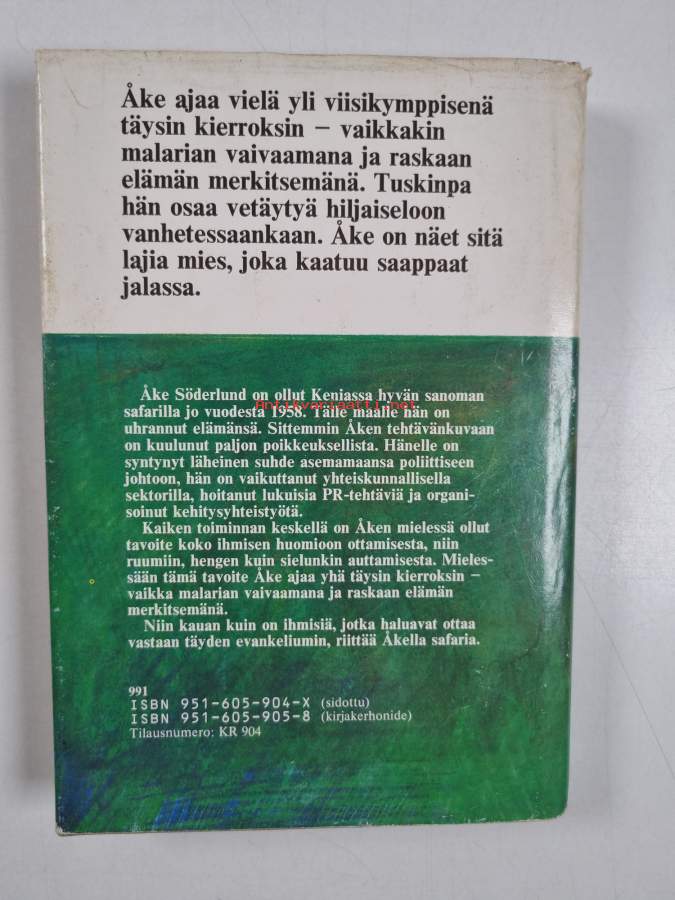 Åke ajaa vielä yli viisikymppisenä
täysin kierroksin – vaikkakin
malarian vaivaamana ja raskaan
elämän merkitsemänä. Tuskinpa
hän osaa vetäytyä hiljaiseloon
vanhetessaankaan. Åke on näet sitä
lajia mies, joka kaatuu saappaat
jalassa.
Åke Söderlund on ollut Keniassa hyvän sanoman
safarilla jo vuodesta 1958. Tälle maalle hän on
Antikvariaatti.net
uhrannut elämänsä. Sittemmin Åken tehtävänkuvaan
on kuulunut paljon poikkeuksellista. Hänelle on
syntynyt läheinen suhde asemamaansa poliittiseen
johtoon, hän on vaikuttanut yhteiskunnallisella
sektorilla, hoitanut lukuisia PR-tehtäviä ja organi-
soinut kehitysyhteistyötä.
Kaiken toiminnan keskellä on Åken mielessä ollut
tavoite koko ihmisen huomioon ottamisesta, niin
ruumiin, hengen kuin sielunkin auttamisesta. Mieles-
sään tämä tavoite Åke ajaa yhä täysin kierroksin –
vaikka malarian vaivaamana ja raskaan elämän
merkitsemänä.
Niin kauan kuin on ihmisiä, jotka haluavat ottaa
vastaan täyden evankeliumin, riittää Åkella safaria.
991
ISBN 951-605-904-X (sidottu)
ISBN 951-605-905-8 (kirjakerhonide)
Tilausnumero: KR 904